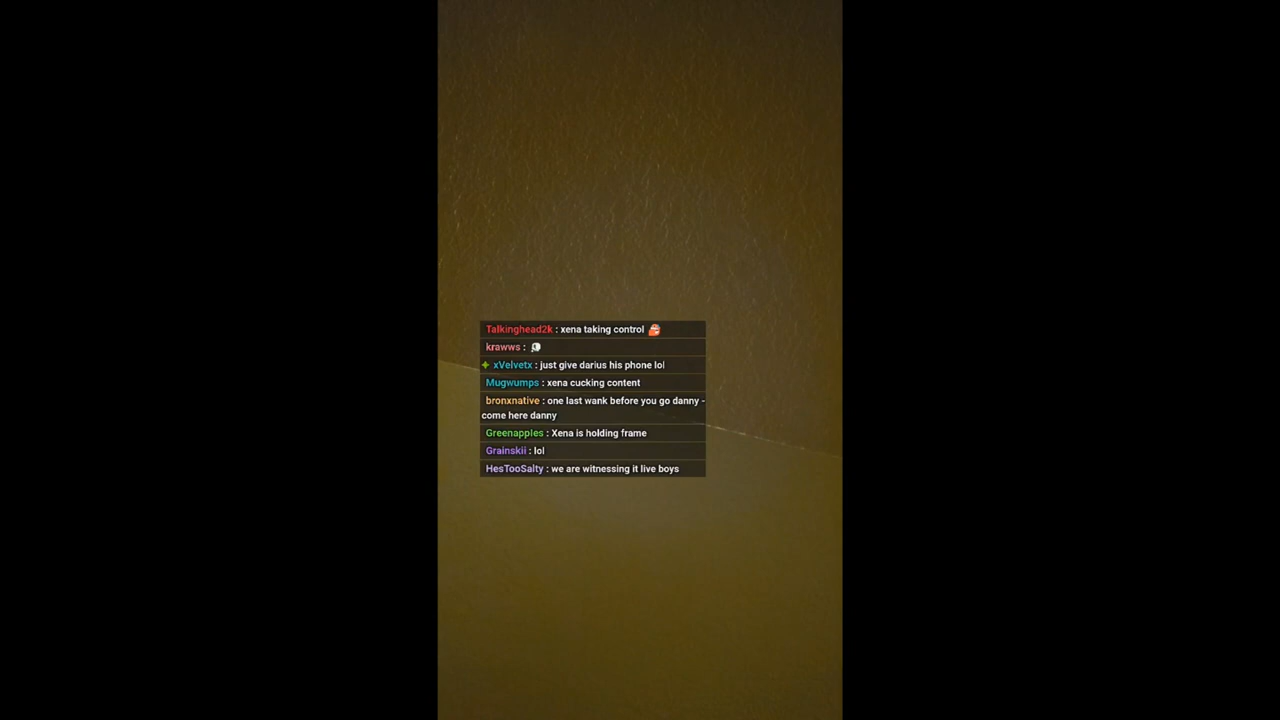 Talkinghead2k : xena taking control
krawws :
xVelvetx : just give darius his phone lol
Mugwumps : xena cucking content
bronxnative : one last wank before you go danny -
come here danny
Greenapples : Xena is holding frame
Grainskii : lol
HesTooSalty : we are witnessing it live boys